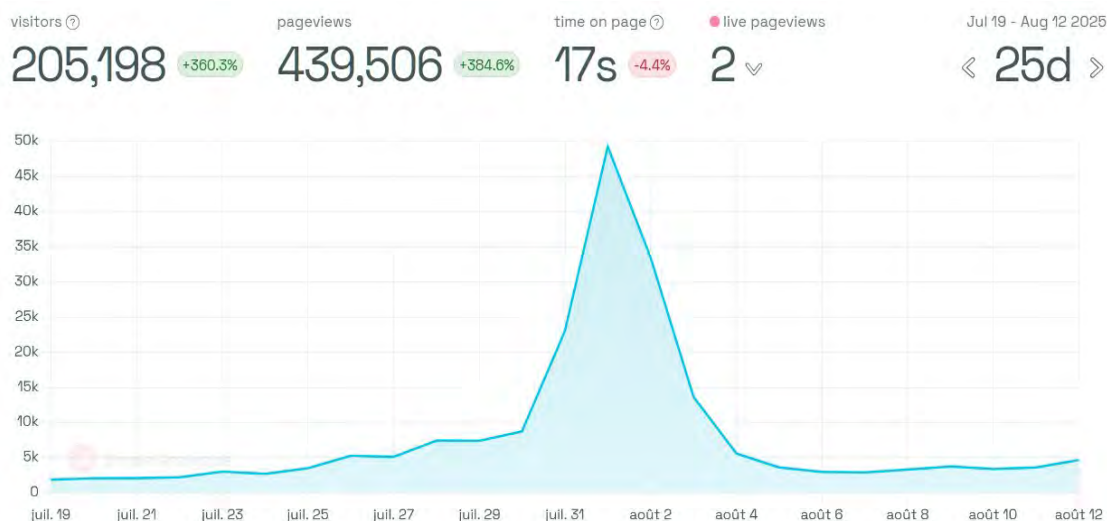 visitors ?
pageviews
time on page ?
live pageviews
Jul 19 - Aug 12 2025
205,198 +360.3%
439,506 +384.6%
17s -4.4%
2
25d
50k
45k
40k
35k
30k
25k
20k
15k
10k
5k
0
juil. 19 juil. 21 juil. 23 juil. 25 juil. 27 juil. 29 juil. 31 août 2 août 4 août 6 août 8 août 10 août 12